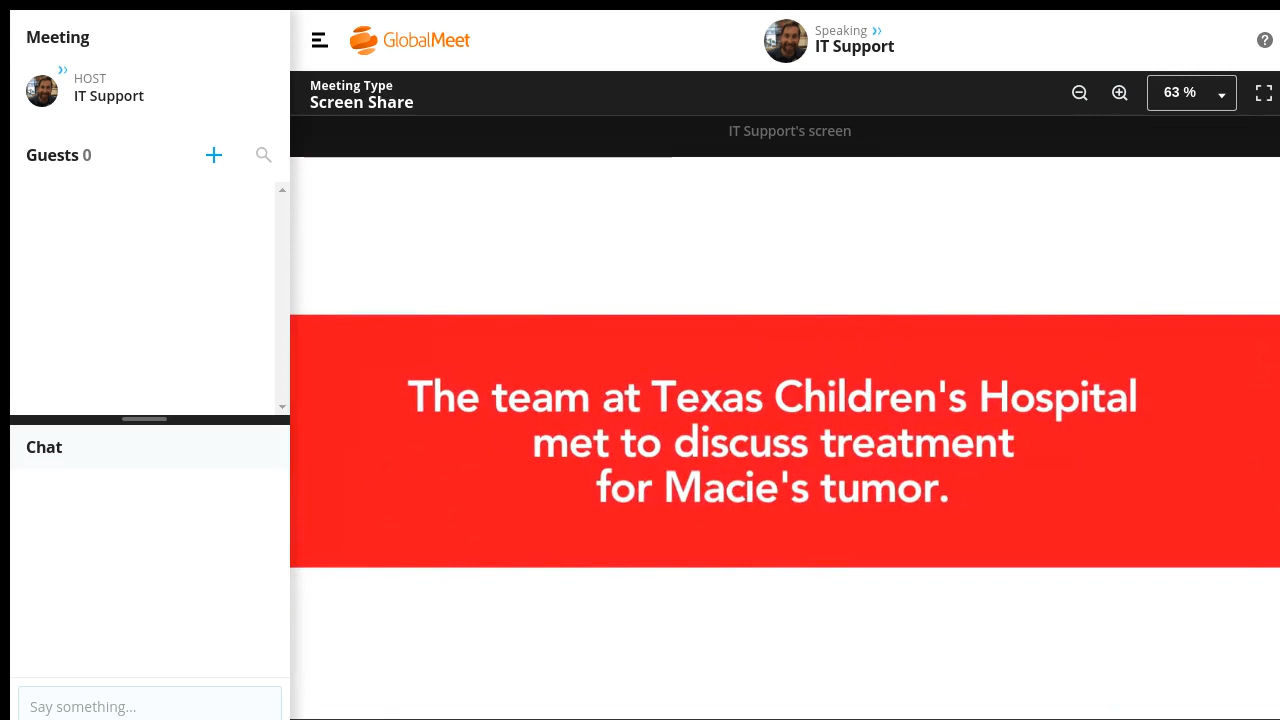 Meeting
HOST
IT Support
Guests 0
Chat
Say something...
GlobalMeet
Speaking
IT Support
Meeting Type
Screen Share
63 %
IT Support's screen
The team at Texas Children's Hospital
met to discuss treatment
for Macie's tumor.